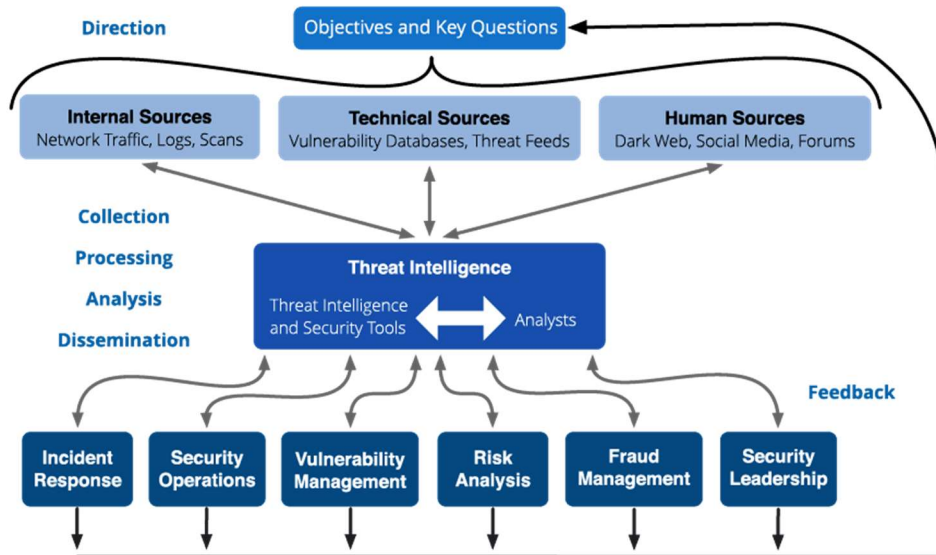 Direction
Objectives and Key Questions
Internal Sources
Network Traffic, Logs, Scans
Technical Sources
Vulnerability Databases, Threat Feeds
Human Sources
Dark Web, Social Media, Forums
Collection
Processing
Analysis
Dissemination
Threat Intelligence
Threat Intelligence
and Security Tools
Analysts
Feedback
Incident
Response
Security
Operations
Vulnerability
Management
Risk
Analysis
Fraud
Management
Security
Leadership